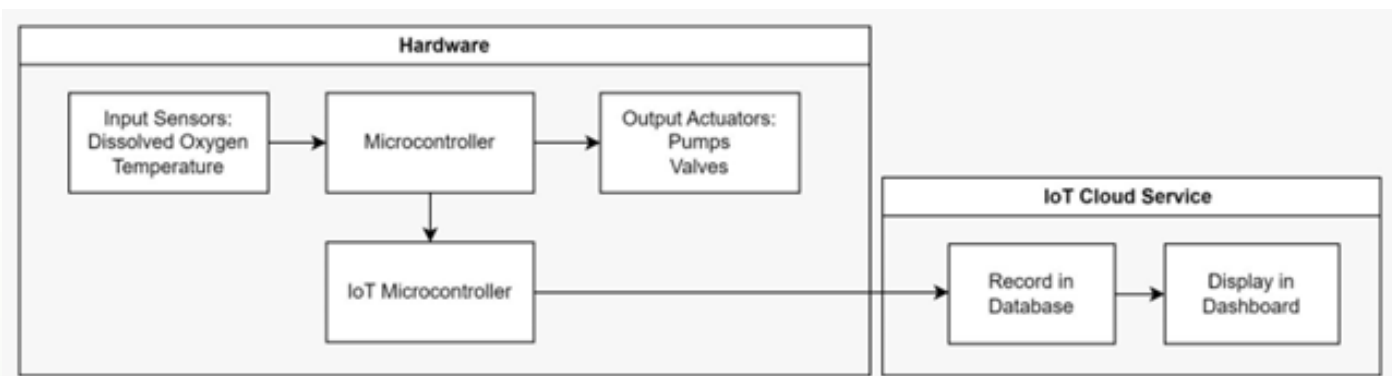 Hardware
Input Sensors:
Dissolved Oxygen
Temperature
Microcontroller
Output Actuators:
Pumps
Valves
IoT Microcontroller
IoT Cloud Service
Record in
Database
Display in
Dashboard